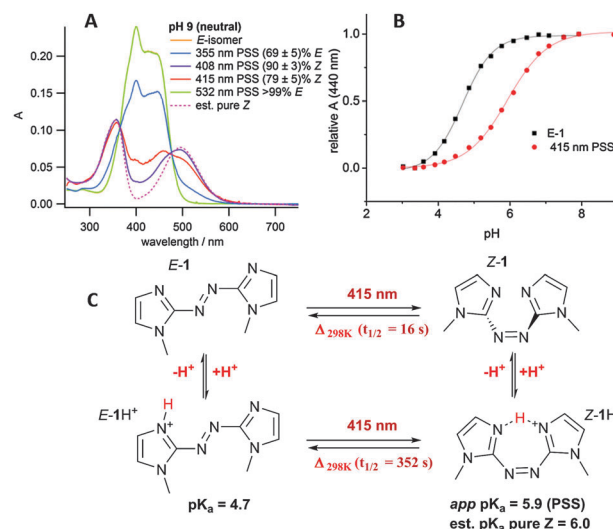 A
pH 9 (neutral)
E-isomer
355 nm PSS (69 ± 5)% E
408 nm PSS (90 ± 3)% Z
415 nm PSS (79 ± 5)% Z
532 nm PSS >99% E
est. pure Z
0.20
0.15
0.10
0.05
0.00
A
300 400 500 600 700
wavelength / nm
B
1.0
0.5
0.0
relative A (440 nm)
E-1
415 nm PSS
2 4 6 8
pH
C
E-1
N
N
N
N
N
N
415 nm
Δ298K (t1/2 = 16 s)
Z-1
N
N
N
N
N=N
-H+ +H+
-H+ +H+
E-1H+
H
N+
N
N
N
N
N
415 nm
Δ298K (t1/2 = 352 s)
Z-1H
N
H
N
+
N
N
N=N
pKa = 4.7
app pKa = 5.9 (PSS)
est. pKa pure Z = 6.0